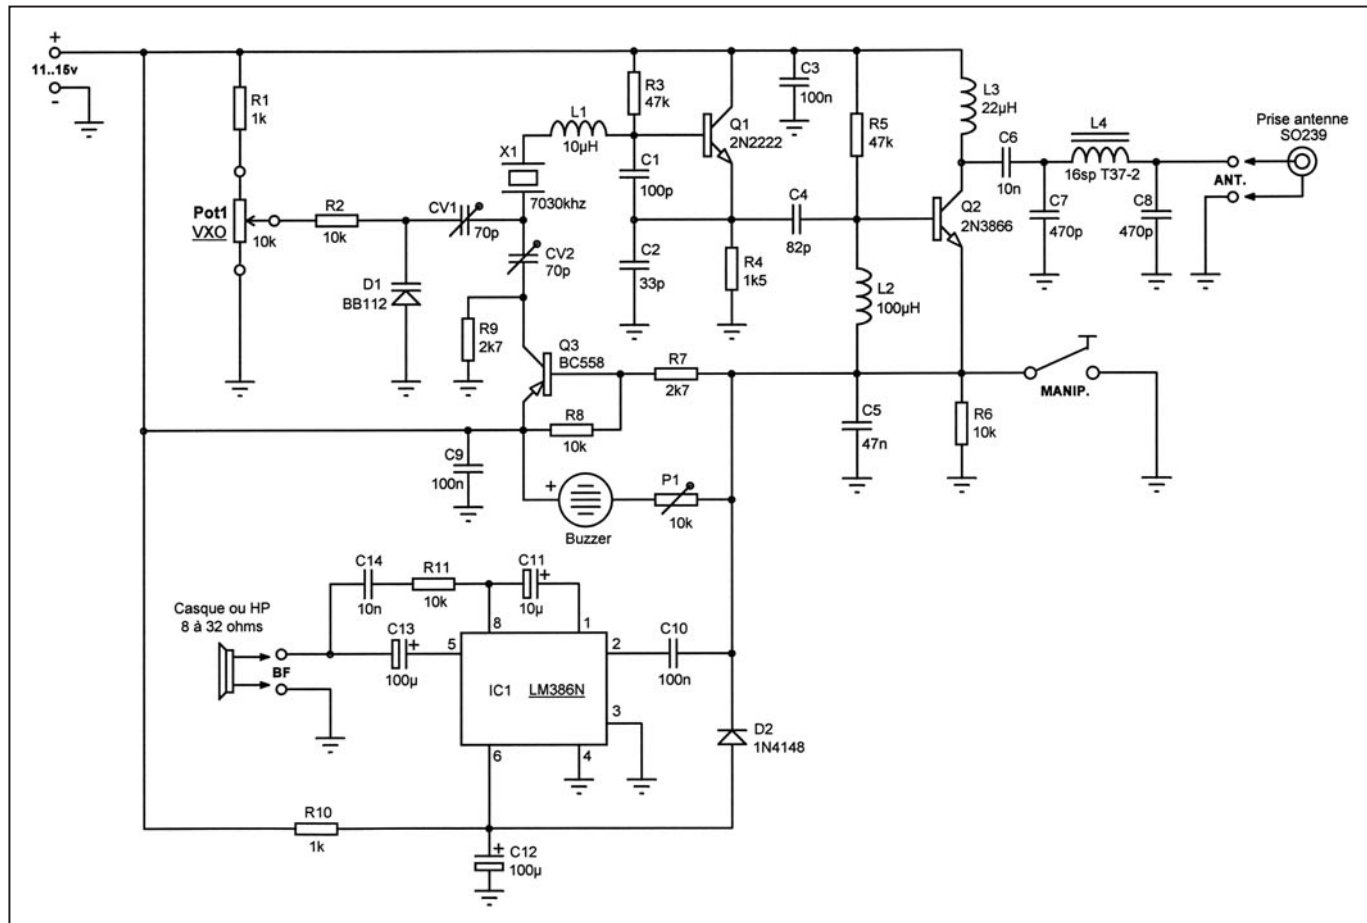 +
11..15v
-
R1
1k
Pot1
VXO
10k
R2
10k
D1
BB112
CV1
70p
X1
7030khz
CV2
70p
L1
10µH
R3
47k
C1
100p
C2
33p
Q1
2N2222
R4
1k5
C3
100n
C4
82p
R5
47k
L2
100µH
L3
22µH
Q2
2N3866
C6
10n
L4
16sp T37-2
C7
470p
C8
470p
ANT.
Prise antenne
SO239
R9
2k7
Q3
BC558
R7
2k7
R8
10k
C5
47n
R6
10k
MANIP.
C9
100n
+
Buzzer
P1
10k
Casque ou HP
8 à 32 ohms
BF
C14
10n
R11
10k
C11
+
10µ
C13
+
100µ
5
8
1
2
3
4
6
IC1
LM386N
C10
100n
D2
1N4148
R10
1k
+
C12
100µ